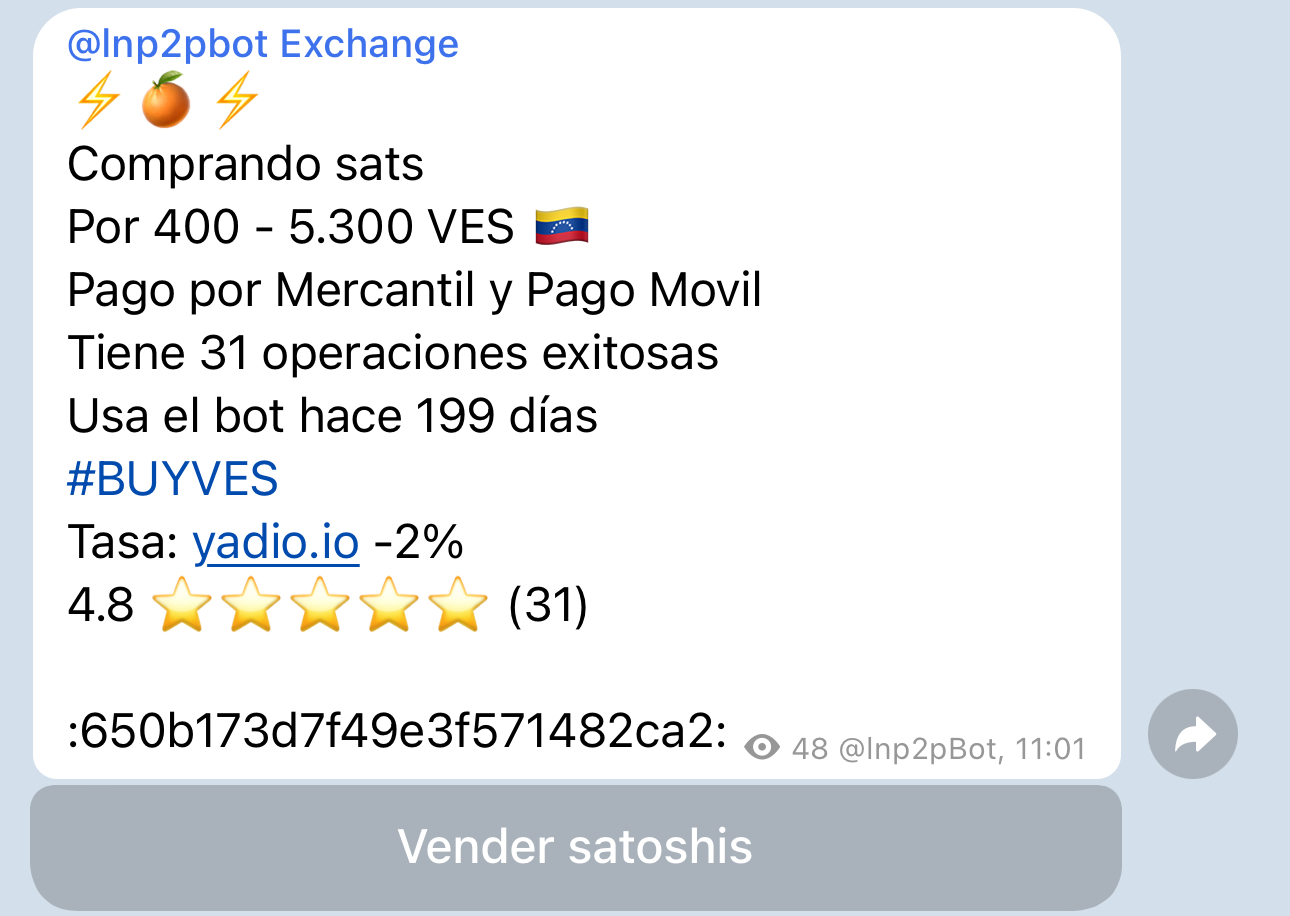 @lnp2pbot Exchange
⚡🍊⚡
Comprando sats
Por 400 - 5.300 VES 🇻🇪
Pago por Mercantil y Pago Movil
Tiene 31 operaciones exitosas
Usa el bot hace 199 días
#BUYVES
Tasa: yadio.io -2%
4.8 ⭐⭐⭐⭐⭐ (31)
:650b173d7f49e3f571482ca2:
48 @lnp2pBot, 11:01
Vender satoshis